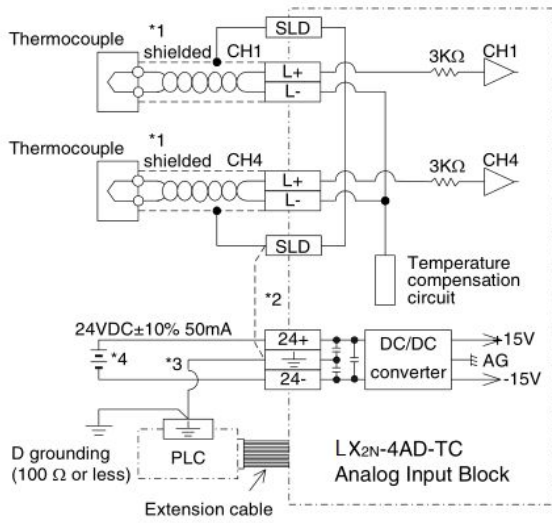 SLD
Thermocouple
*1
shielded
CH1
L+
L-
3KΩ
CH1
Thermocouple
*1
shielded
CH4
L+
L-
3KΩ
CH4
SLD
Temperature
compensation
circuit
*2
24VDC±10% 50mA
*4
*3
24+
24-
DC/DC
converter
+15V
AG
-15V
D grounding
(100 Ω or less)
PLC
Extension cable
LX2N-4AD-TC
Analog Input Block